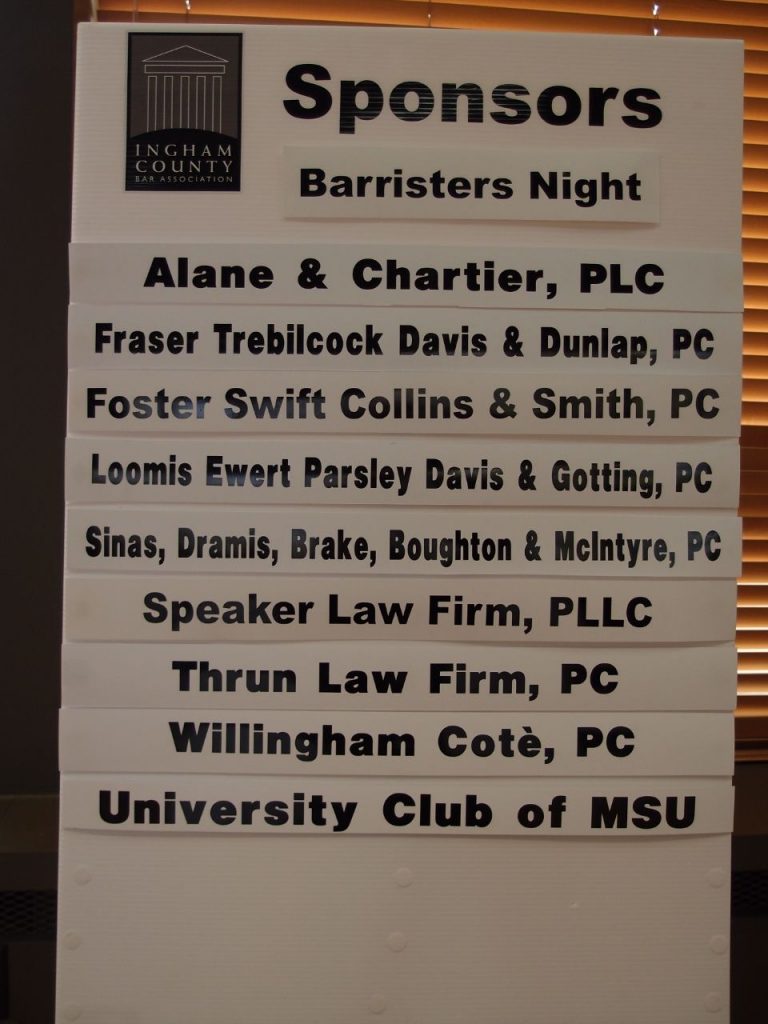 INGHAM
COUNTY
BAR ASSOCIATION
Sponsors
Barristers Night
Alane & Chartier, PLC
Fraser Trebilcock Davis & Dunlap, PC
Foster Swift Collins & Smith, PC
Loomis Ewert Parsley Davis & Gotting, PC
Sinas, Dramis, Brake, Boughton & McIntyre, PC
Speaker Law Firm, PLLC
Thrun Law Firm, PC
Willingham Cotè, PC
University Club of MSU